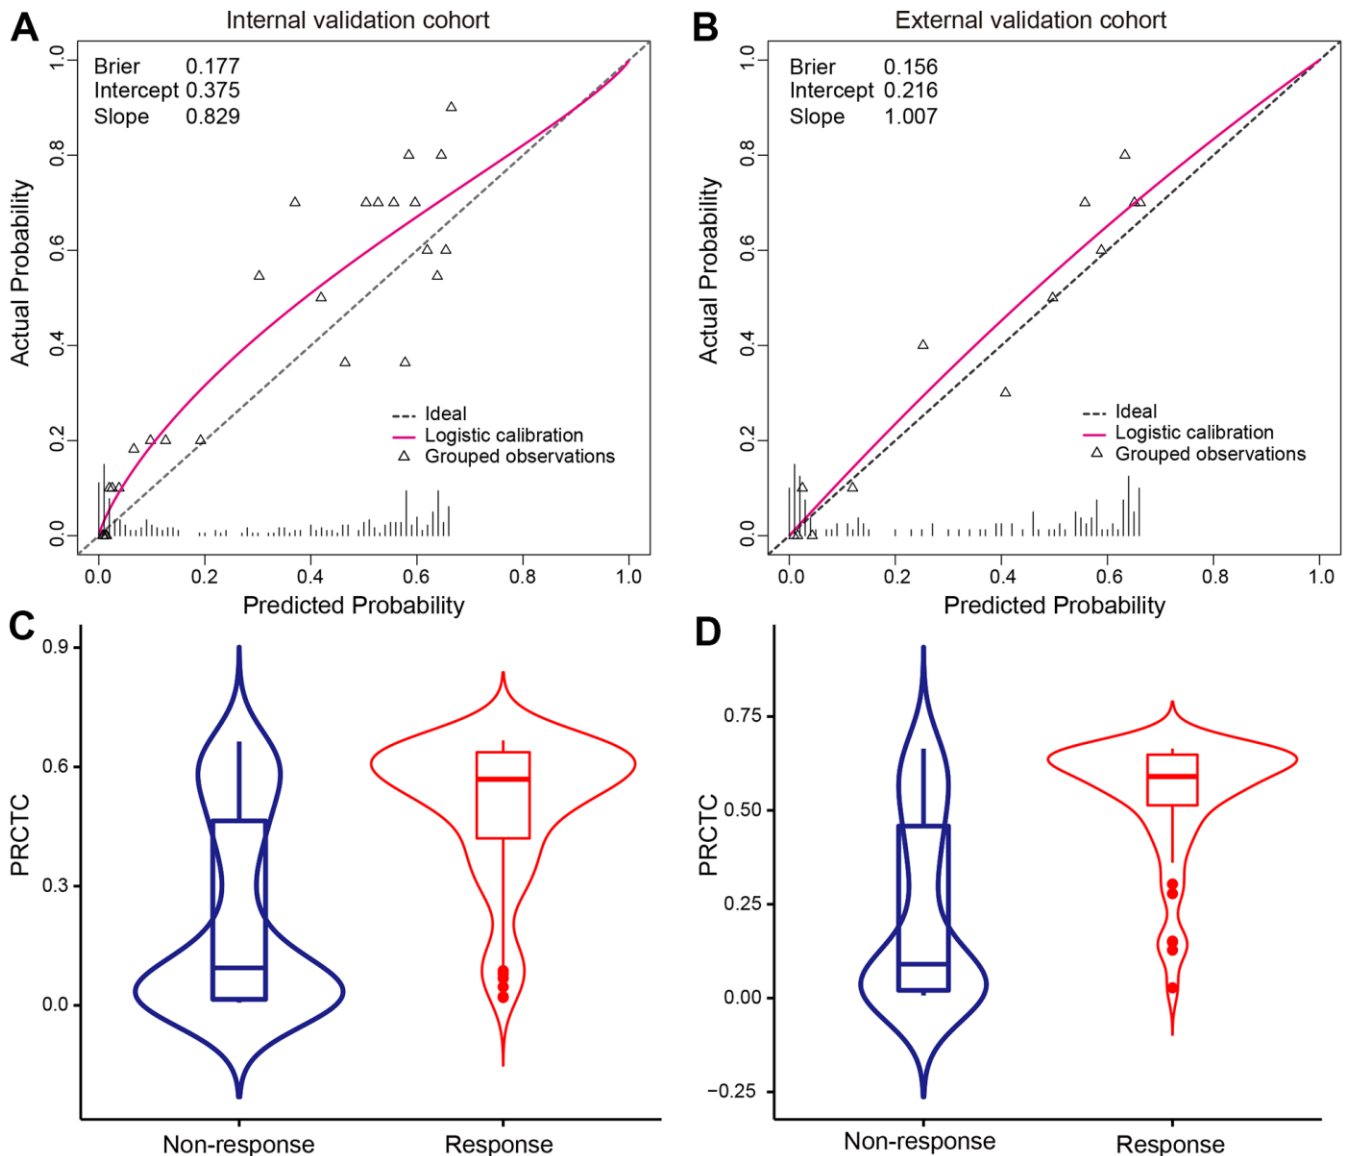 A
Internal validation cohort
Brier 0.177
Intercept 0.375
Slope 0.829
Actual Probability
1.0
0.8
0.6
0.4
0.2
0.0
Ideal
Logistic calibration
Grouped observations
0.0 0.2 0.4 0.6 0.8 1.0
Predicted Probability
B
External validation cohort
Brier 0.156
Intercept 0.216
Slope 1.007
Actual Probability
1.0
0.8
0.6
0.4
0.2
0.0
Ideal
Logistic calibration
Grouped observations
0.0 0.2 0.4 0.6 0.8 1.0
Predicted Probability
C
PRCTC
0.9
0.6
0.3
0.0
Non-response Response
D
PRCTC
0.75
0.50
0.25
0.00
−0.25
Non-response Response